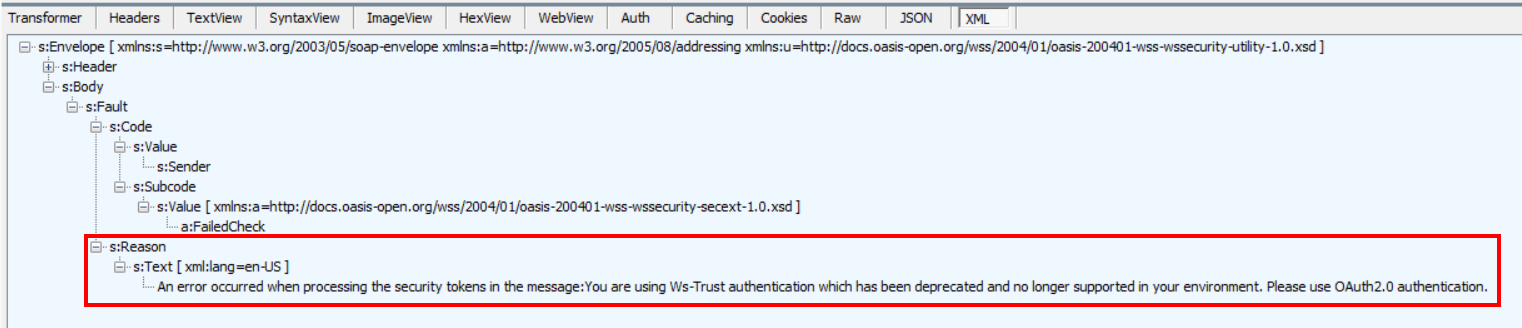 Transformer Headers TextView SyntaxView ImageView HexView WebView Auth Caching Cookies Raw JSON XML
s:Envelope [ xmlns:s=http://www.w3.org/2003/05/soap-envelope xmlns:a=http://www.w3.org/2005/08/addressing xmlns:u=http://docs.oasis-open.org/wss/2004/01/oasis-200401-wss-wssecurity-utility-1.0.xsd ]
s:Header
s:Body
s:Fault
s:Code
s:Value
s:Sender
s:Subcode
s:Value [ xmlns:a=http://docs.oasis-open.org/wss/2004/01/oasis-200401-wss-wssecurity-secext-1.0.xsd ]
a:FailedCheck
s:Reason
s:Text [ xml:lang=en-US ]
An error occurred when processing the security tokens in the message:You are using Ws-Trust authentication which has been deprecated and no longer supported in your environment. Please use OAuth2.0 authentication.